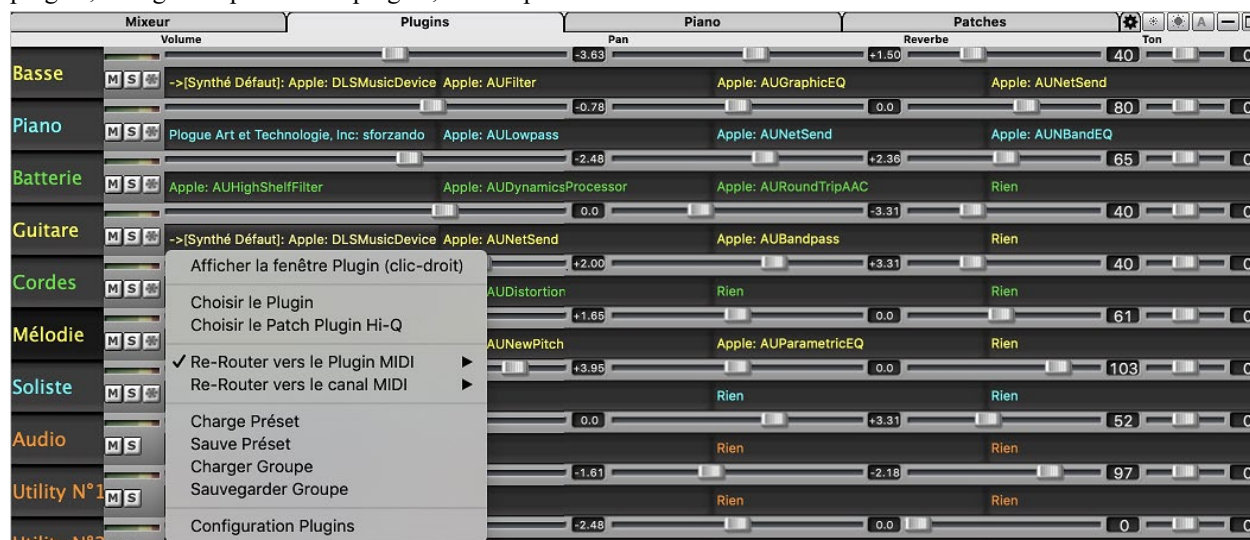 Mixeur Plugins Piano Patches A
Volume Pan Reverbe Ton
-3.63 +1.50 40
Basse M S ->[Synthé Défaut]: Apple: DLSMusicDevice Apple: AUFilter Apple: AUGraphicEQ Apple: AUNetSend
-0.78 0.0 80
Piano M S Plogue Art et Technologie, Inc: sforzando Apple: AULowpass Apple: AUNetSend Apple: AUNBandEQ
-2.48 +2.36 65
Batterie M S Apple: AUHighShelfFilter Apple: AUDynamicsProcessor Apple: AURoundTripAAC Rien
0.0 -3.31 40
Guitare M S ->[Synthé Défaut]: Apple: DLSMusicDevice Apple: AUNetSend Apple: AUBandpass Rien
+2.00 +3.31 40
Cordes M S AUDistortion Rien Rien
+1.65 0.0 61
Mélodie M S AUNewPitch Apple: AUParametricEQ Rien
+3.95 0.0 103
Soliste M S Rien Rien
0.0 +3.31 52
Audio M S Rien Rien
-1.61 -2.18 97
Utility N°1 M S Rien Rien
-2.48 0.0 0
Afficher la fenêtre Plugin (clic-droit)
Choisir le Plugin
Choisir le Patch Plugin Hi-Q
✓ Re-Router vers le Plugin MIDI ▶
Re-Router vers le canal MIDI ▶
Charge Préset
Sauve Préset
Charger Groupe
Sauvegarder Groupe
Configuration Plugins